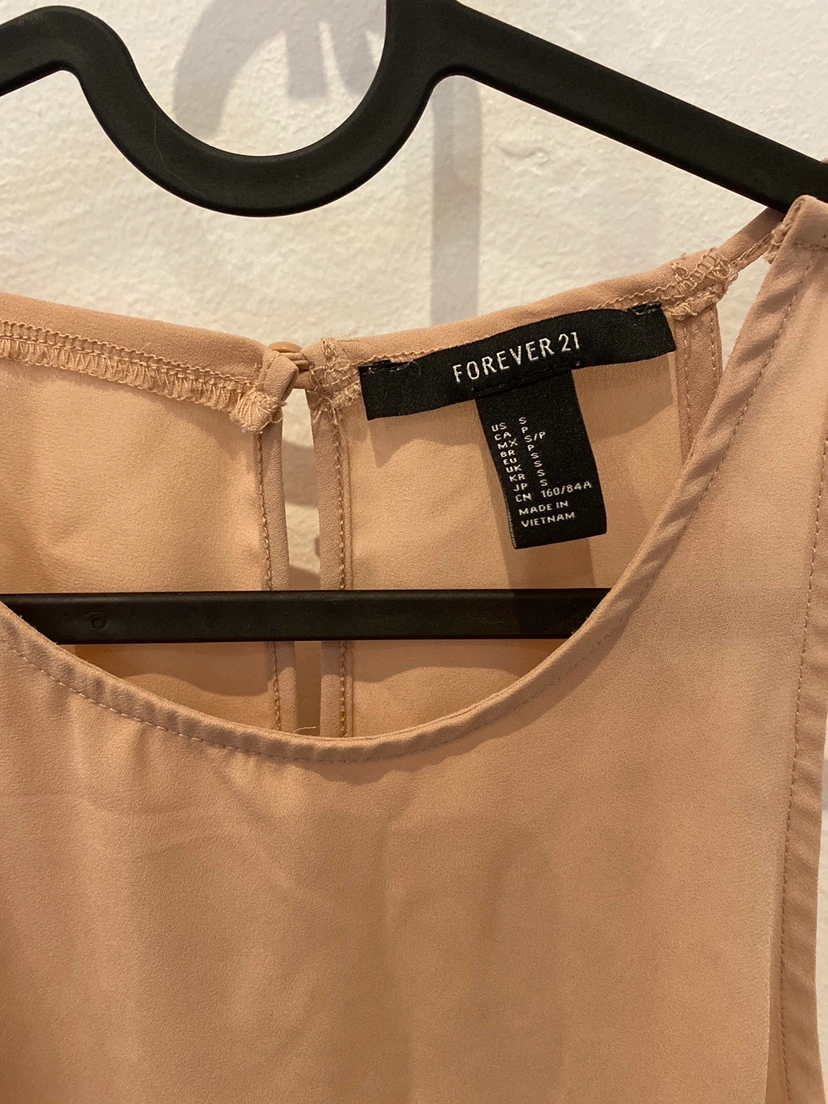 FOREVER 21
US S
CA P
MX S/P
BR P
EU S
UK S
KR S
JP S
CN 160/84A
MADE IN
VIETNAM